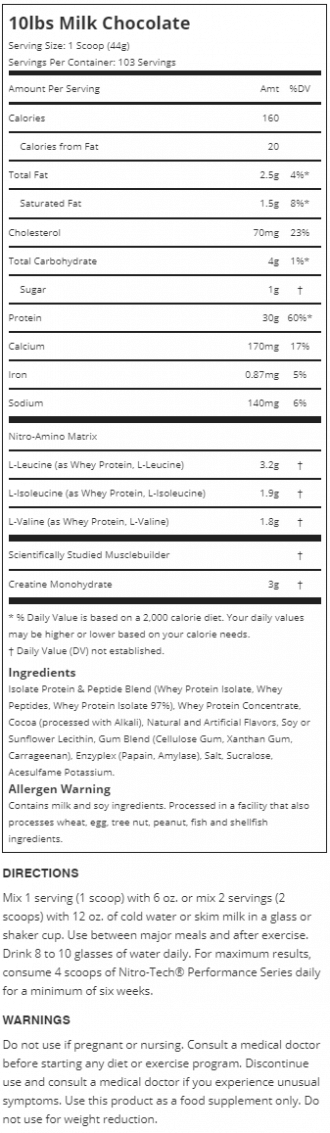 10lbs Milk Chocolate
Serving Size: 1 Scoop (44g)
Servings Per Container: 103 Servings
Amount Per Serving Amt %DV
Calories 160
Calories from Fat 20
Total Fat 2.5g 4%*
Saturated Fat 1.5g 8%*
Cholesterol 70mg 23%
Total Carbohydrate 4g 1%*
Sugar 1g †
Protein 30g 60%*
Calcium 170mg 17%
Iron 0.87mg 5%
Sodium 140mg 6%
Nitro-Amino Matrix
L-Leucine (as Whey Protein, L-Leucine) 3.2g †
L-Isoleucine (as Whey Protein, L-Isoleucine) 1.9g †
L-Valine (as Whey Protein, L-Valine) 1.8g †
Scientifically Studied Musclebuilder †
Creatine Monohydrate 3g †
* % Daily Value is based on a 2,000 calorie diet. Your daily values
may be higher or lower based on your calorie needs.
† Daily Value (DV) not established.
Ingredients
Isolate Protein & Peptide Blend (Whey Protein Isolate, Whey
Peptides, Whey Protein Isolate 97%), Whey Protein Concentrate,
Cocoa (processed with Alkali), Natural and Artificial Flavors, Soy or
Sunflower Lecithin, Gum Blend (Cellulose Gum, Xanthan Gum,
Carrageenan), Enzyplex (Papain, Amylase), Salt, Sucralose,
Acesulfame Potassium.
Allergen Warning
Contains milk and soy ingredients. Processed in a facility that also
processes wheat, egg, tree nut, peanut, fish and shellfish
ingredients.
DIRECTIONS
Mix 1 serving (1 scoop) with 6 oz. or mix 2 servings (2
scoops) with 12 oz. of cold water or skim milk in a glass or
shaker cup. Use between major meals and after exercise.
Drink 8 to 10 glasses of water daily. For maximum results,
consume 4 scoops of Nitro-Tech® Performance Series daily
for a minimum of six weeks.
WARNINGS
Do not use if pregnant or nursing. Consult a medical doctor
before starting any diet or exercise program. Discontinue
use and consult a medical doctor if you experience unusual
symptoms. Use this product as a food supplement only. Do
not use for weight reduction.